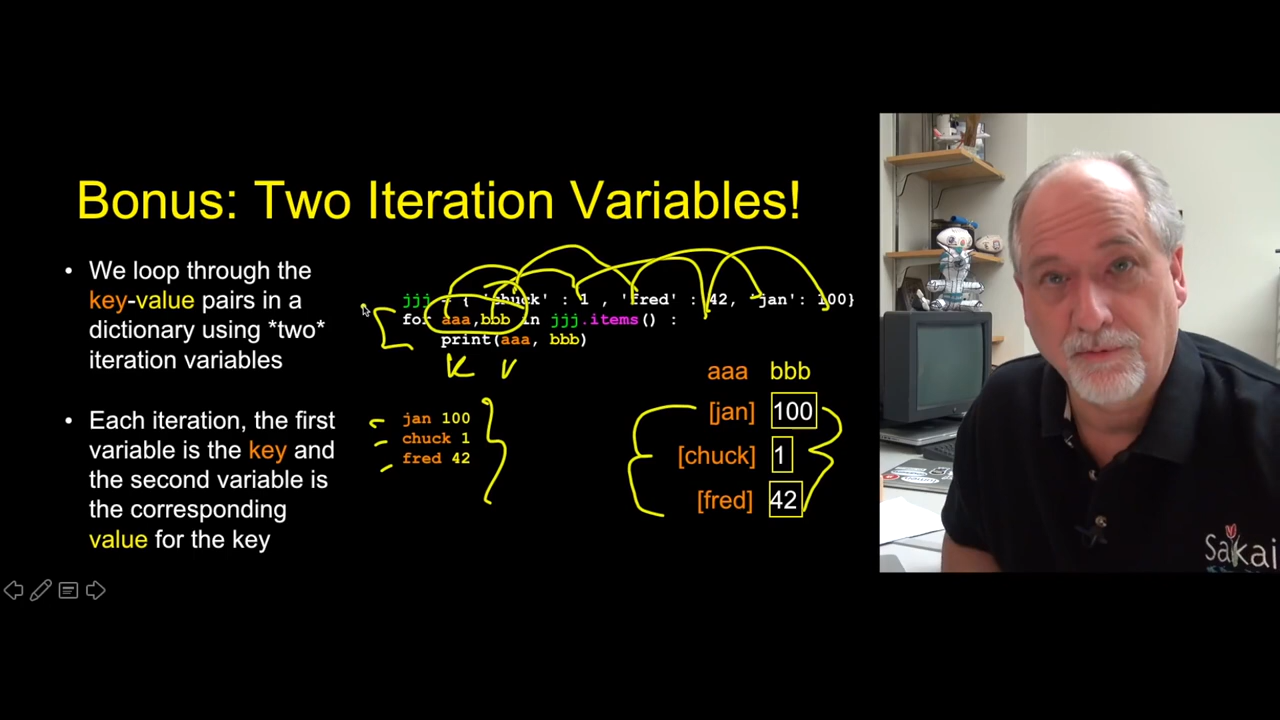 Bonus: Two Iteration Variables!
• We loop through the
key-value pairs in a
dictionary using *two*
iteration variables
• Each iteration, the first
variable is the key and
the second variable is
the corresponding
value for the key
jjj = { 'chuck' : 1 , 'fred' : 42, 'jan': 100}
for aaa,bbb in jjj.items() :
print(aaa, bbb)
K V
jan 100
chuck 1
fred 42
aaa bbb
[jan] 100
[chuck] 1
[fred] 42
Sakai